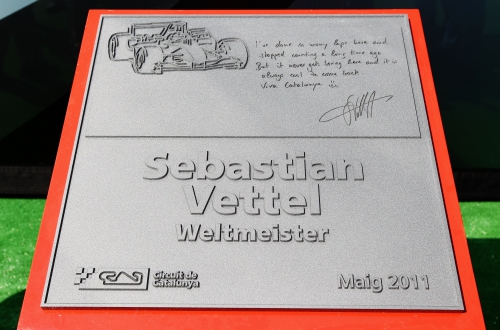 I've done so many laps here and
stopped counting a long time ago
But it never gets boring here and it is
always cool to come back
Viva Catalunya
Sebastian
Vettel
Weltmeister
Circuit de
Catalunya
Maig 2011